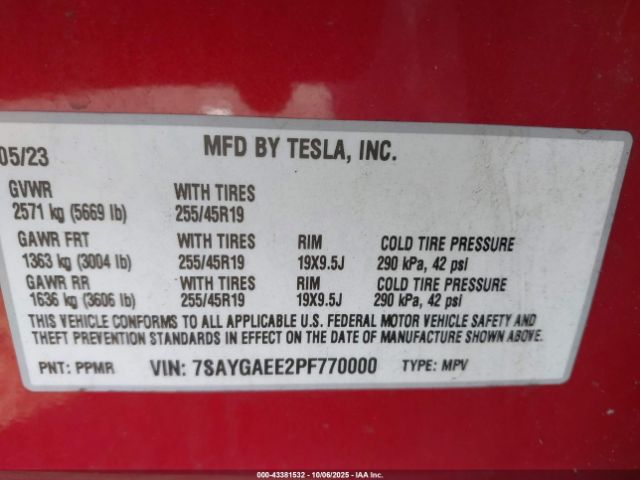 05/23 MFD BY TESLA, INC.
GVWR WITH TIRES
2571 kg (5669 lb) 255/45R19
GAWR FRT WITH TIRES RIM COLD TIRE PRESSURE
1363 kg (3004 lb) 255/45R19 19X9.5J 290 kPa, 42 psi
GAWR RR WITH TIRES RIM COLD TIRE PRESSURE
1636 kg (3606 lb) 255/45R19 19X9.5J 290 kPa, 42 psi
THIS VEHICLE CONFORMS TO ALL APPLICABLE U.S. FEDERAL MOTOR VEHICLE SAFETY AND
THEFT PREVENTION STANDARDS IN EFFECT ON THE DATE OF MANUFACTURE SHOWN ABOVE.
PNT: PPMR VIN: 7SAYGAEE2PF770000 TYPE: MPV
000-43381532 - 10/06/2025 - IAA Inc.